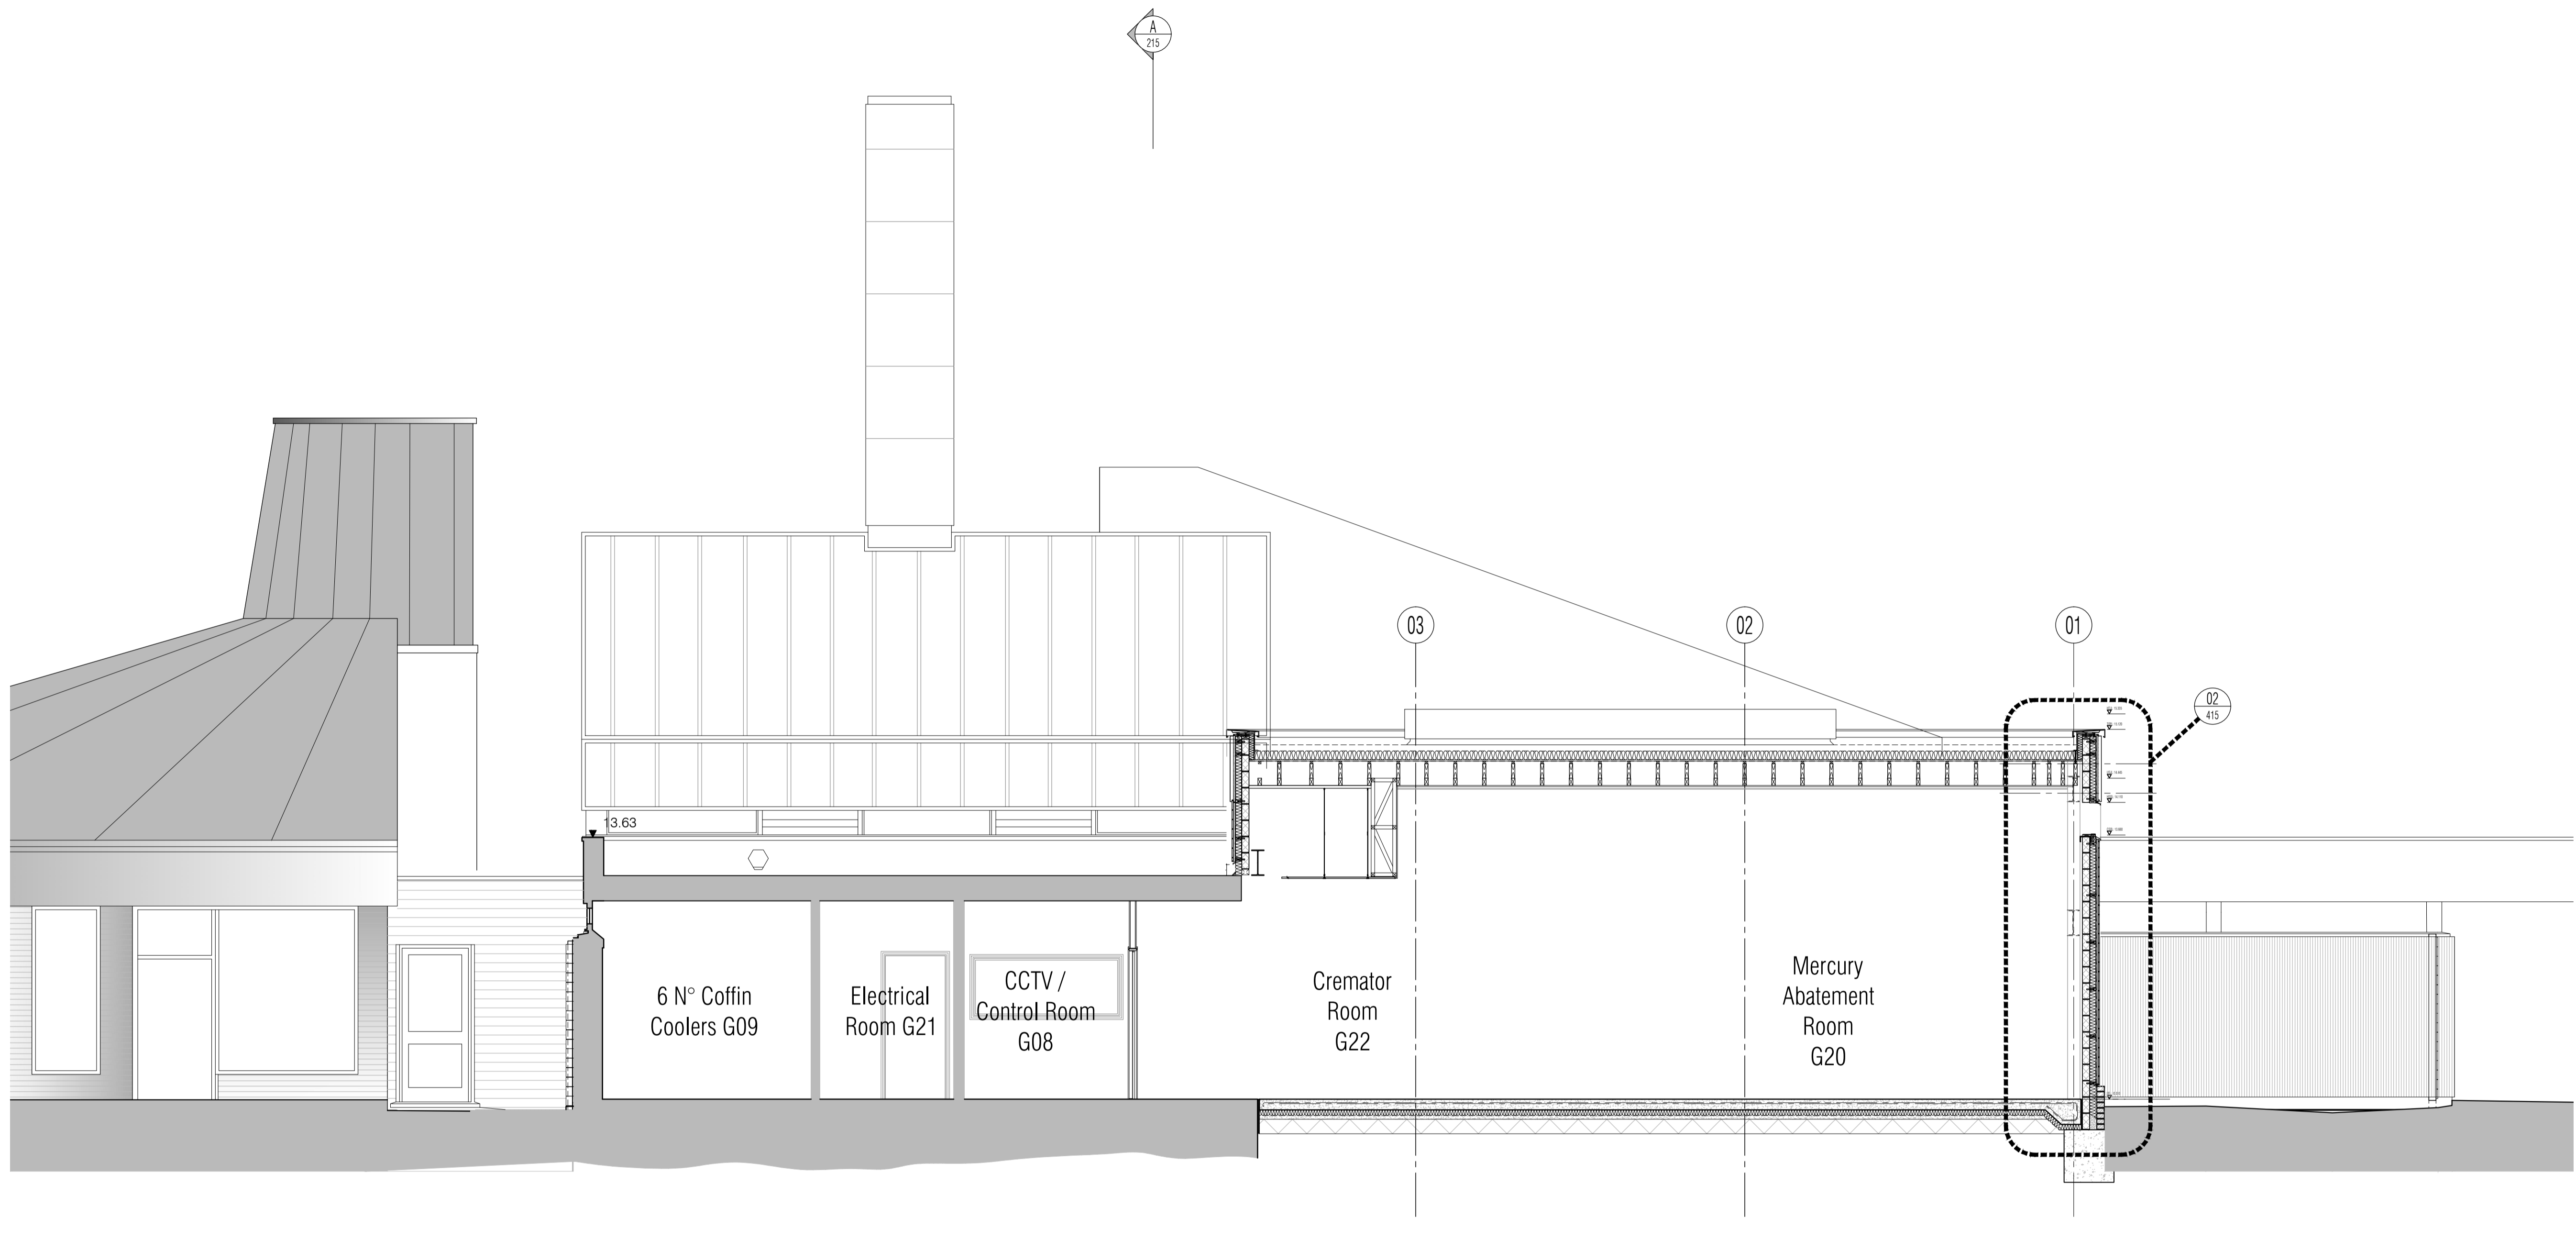 A
215
03
02
01
02
415
13.63
6 N° Coffin
Coolers G09
Electrical
Room G21
CCTV /
Control Room
G08
Cremator
Room
G22
Mercury
Abatement
Room
G20